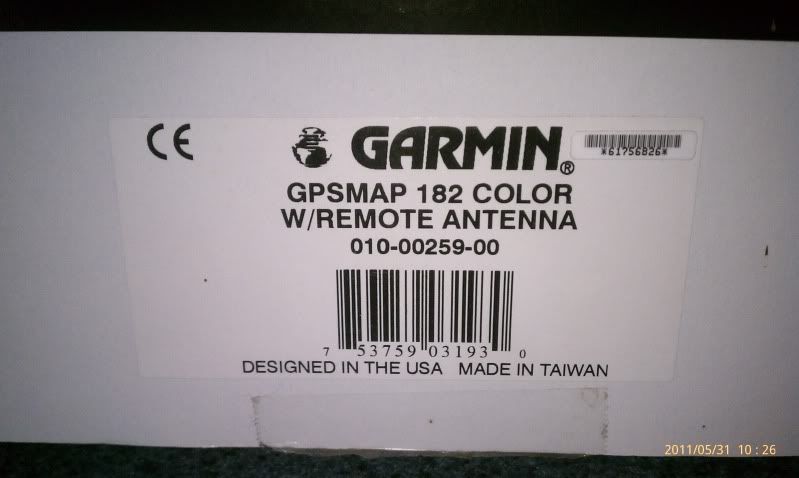 CE
GARMIN®
*61756826*
GPSMAP 182 COLOR
W/REMOTE ANTENNA
010-00259-00
7 53759 03193 0
DESIGNED IN THE USA MADE IN TAIWAN
2011/05/31 10:26